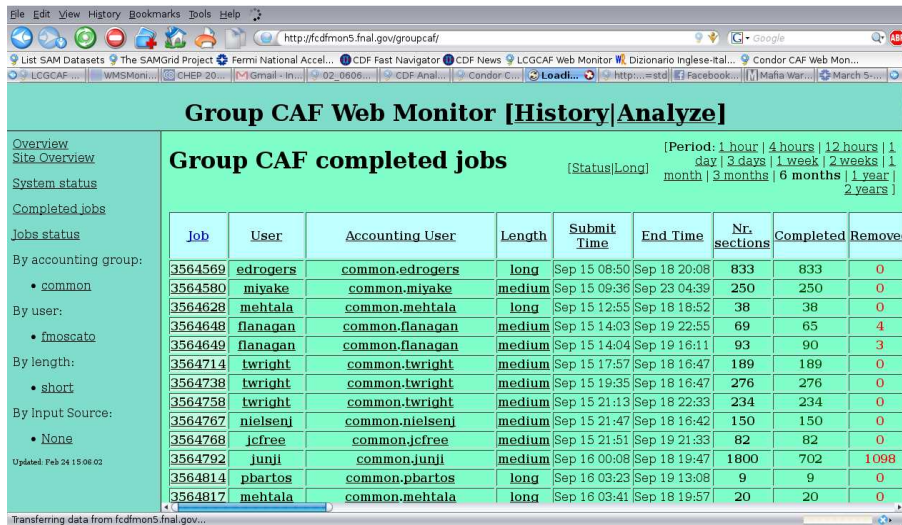 File Edit View History Bookmarks Tools Help
http://fcdfmon5.fnal.gov/groupcaf/
Google
List SAM Datasets The SAMGrid Project Fermi National Accel... CDF Fast Navigator CDF News LCGCAF Web Monitor Dizionario Inglese-Ital... Condor CAF Web Mon...
LCGCAF ... WMSMoni... CHEP 20... Gmail - In... 02_0606... CDF Anal... Condor C... Loadi... http:...=std Facebook... Mafia War... March 5-...
Group CAF Web Monitor [History|Analyze]
Overview
Site Overview
System status
Completed jobs
Jobs status
By accounting group:
• common
By user:
• fmoscato
By length:
• short
By Input Source:
• None
Updated: Feb 24 15:06:02
Group CAF completed jobs
[Status|Long]
[Period: 1 hour | 4 hours | 12 hours | 1
day | 3 days | 1 week | 2 weeks | 1
month | 3 months | 6 months | 1 year |
2 years ]
Job User Accounting User Length Submit Time End Time Nr. sections Completed Remove
3564569 edrogers common.edrogers long Sep 15 08:50 Sep 18 20:08 833 833 0
3564580 miyake common.miyake medium Sep 15 09:36 Sep 23 04:39 250 250 0
3564628 mehtala common.mehtala long Sep 15 12:55 Sep 18 18:52 38 38 0
3564648 flanagan common.flanagan medium Sep 15 14:03 Sep 19 22:55 69 65 4
3564649 flanagan common.flanagan medium Sep 15 14:04 Sep 19 16:11 93 90 3
3564714 twright common.twright medium Sep 15 17:57 Sep 18 16:47 189 189 0
3564738 twright common.twright medium Sep 15 19:35 Sep 18 16:47 276 276 0
3564758 twright common.twright medium Sep 15 21:13 Sep 18 22:33 234 234 0
3564767 nielsenj common.nielsenj medium Sep 15 21:47 Sep 18 16:42 150 150 0
3564768 jcfree common.jcfree medium Sep 15 21:51 Sep 19 21:33 82 82 0
3564792 junji common.junji medium Sep 16 00:08 Sep 18 19:47 1800 702 1098
3564814 pbartos common.pbartos long Sep 16 03:23 Sep 19 13:08 9 9 0
3564817 mehtala common.mehtala long Sep 16 03:41 Sep 18 19:57 20 20 0
Transferring data from fcdfmon5.fnal.gov...